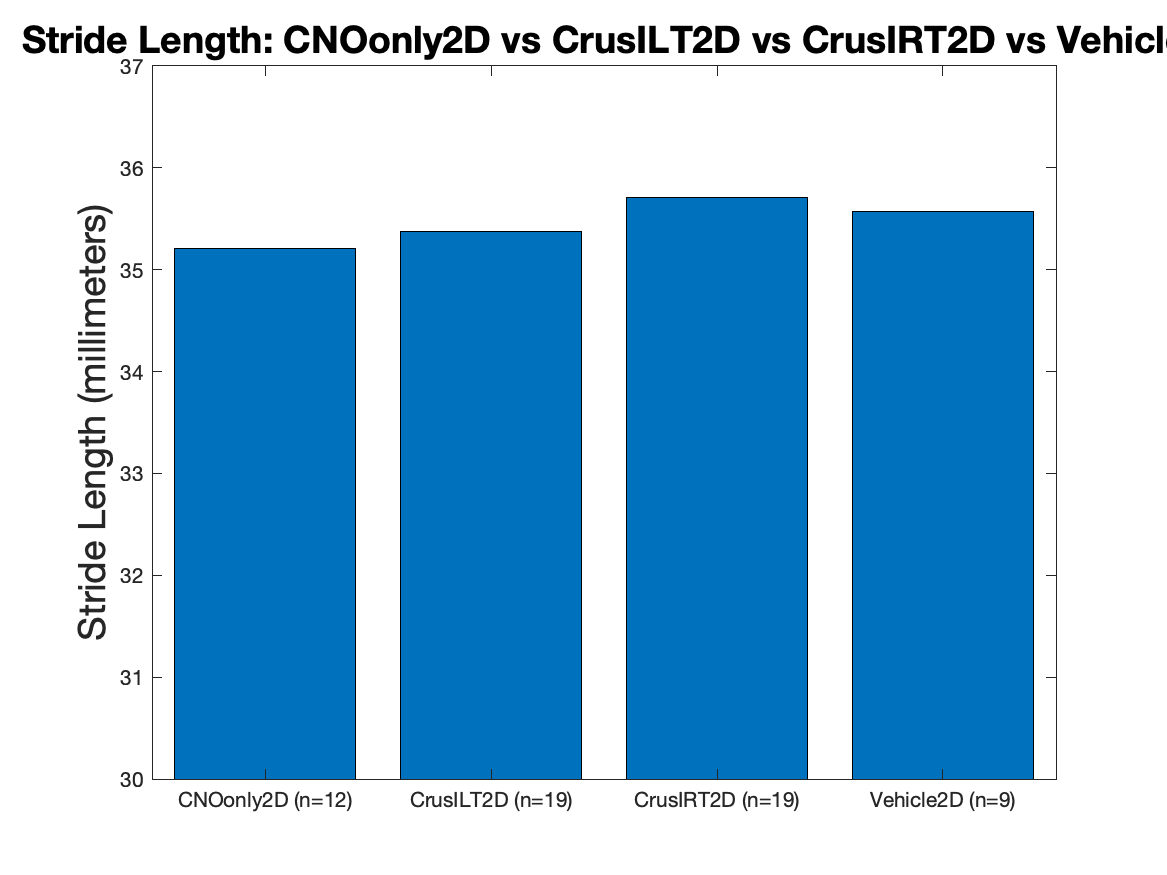 Stride Length: CNOonly2D vs CrusILT2D vs CrusIRT2D vs Vehicl
37
36
35
34
33
32
31
30
Stride Length (millimeters)
CNOonly2D (n=12)
CrusILT2D (n=19)
CrusIRT2D (n=19)
Vehicle2D (n=9)